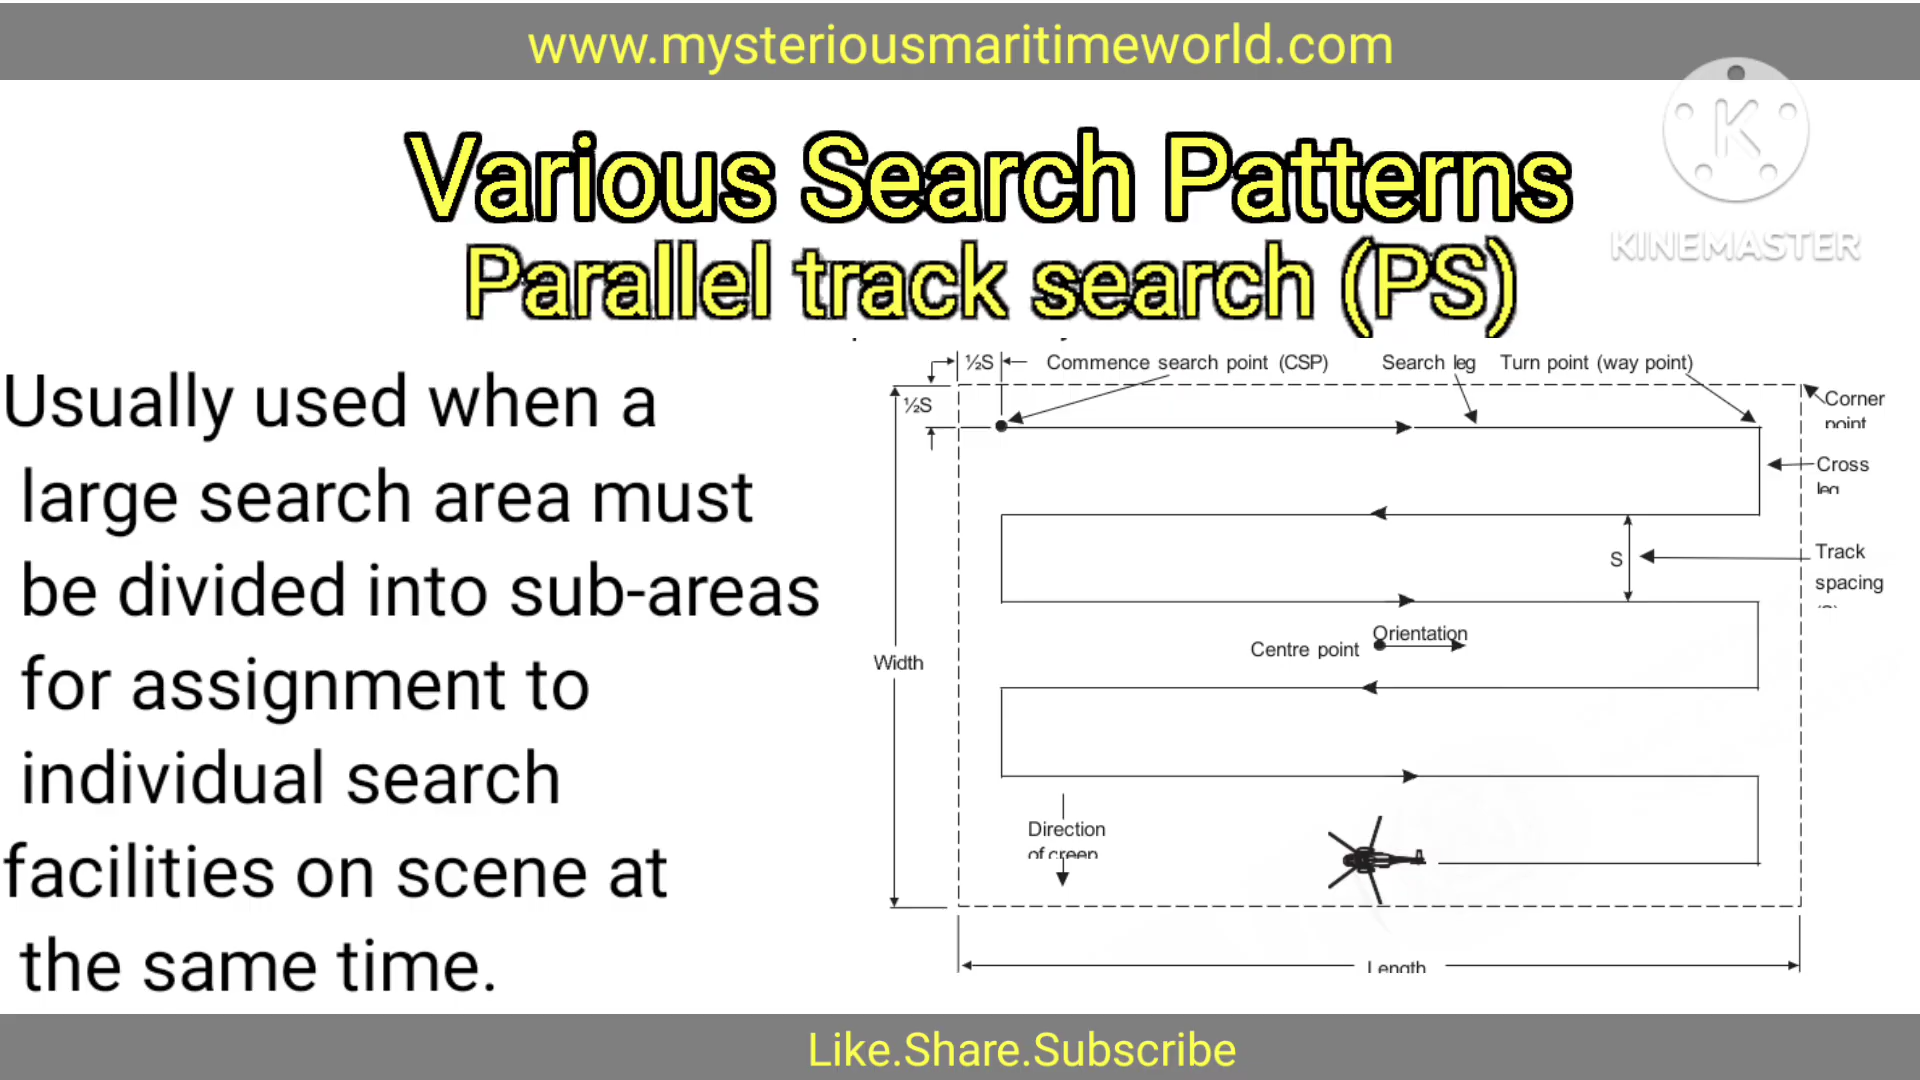 www.mysteriousmaritimeworld.com
K
KINEMASTER
Various Search Patterns
Parallel track search (PS)
Usually used when a
large search area must
be divided into sub-areas
for assignment to
individual search
facilities on scene at
the same time.
½S
Commence search point (CSP)
Search leg
Turn point (way point)
½S
Corner
point
Cross
leg
S
Track
spacing
Orientation
Centre point
Width
Direction
of creep
Length
Like.Share.Subscribe